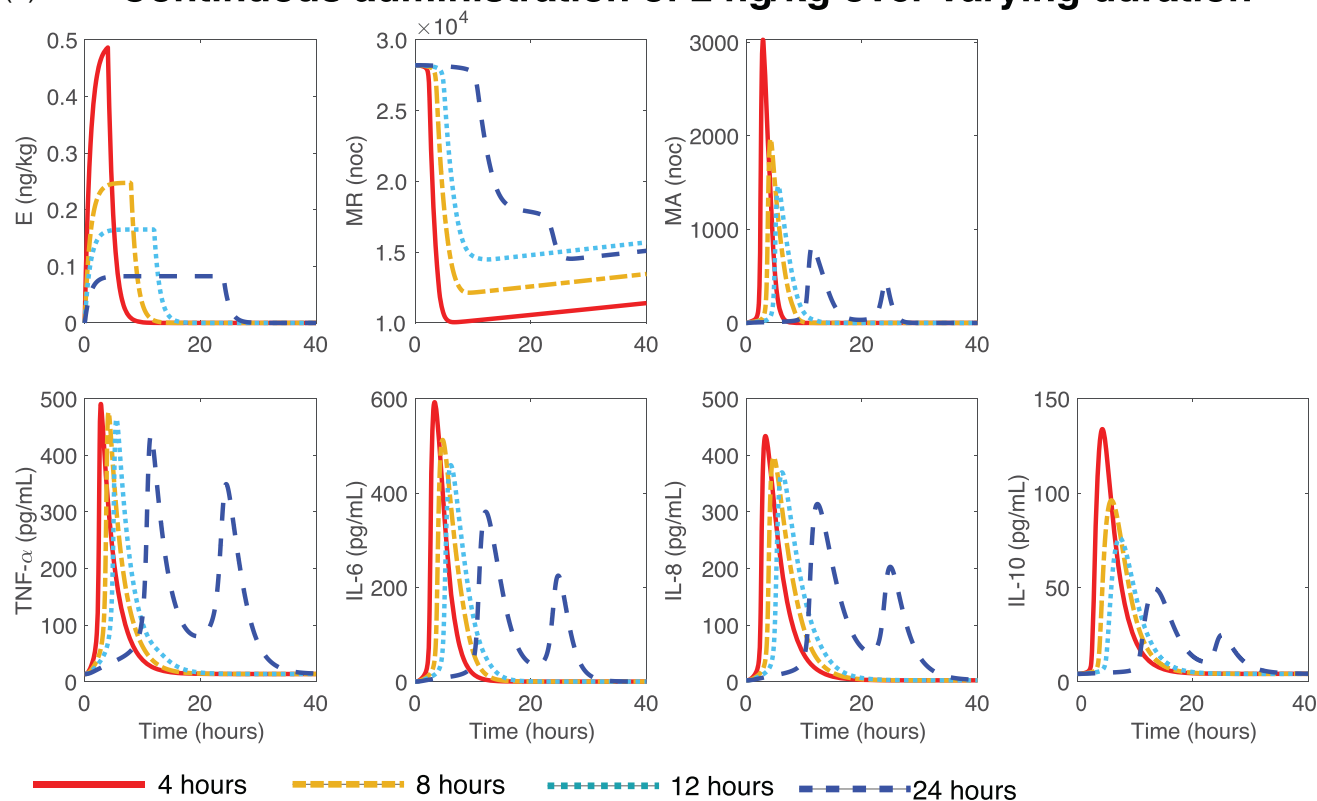 Continuous administration of 2 ng/kg over varying duration
×10⁴
0.5
0.4
0.3
0.2
0.1
0
E (ng/kg)
0 20 40
3.0
2.5
2.0
1.5
1.0
MR (noc)
0 20 40
3000
2000
1000
0
MA (noc)
0 20 40
500
400
300
200
100
0
TNF-α (pg/mL)
0 20 40
Time (hours)
600
400
200
0
IL-6 (pg/mL)
0 20 40
Time (hours)
500
400
300
200
100
0
IL-8 (pg/mL)
0 20 40
Time (hours)
150
100
50
0
IL-10 (pg/mL)
0 20 40
Time (hours)
4 hours 8 hours 12 hours 24 hours